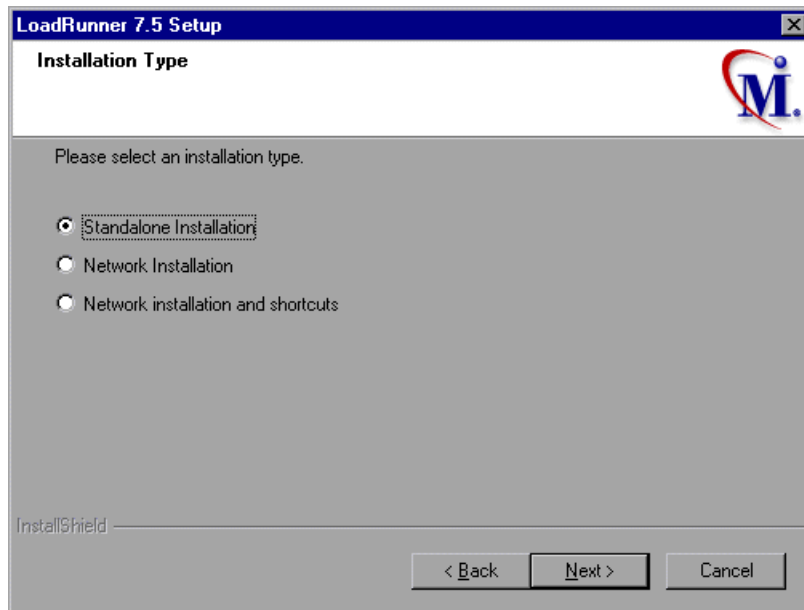 LoadRunner 7.5 Setup
Installation Type
M.
Please select an installation type.
Standalone Installation
Network Installation
Network installation and shortcuts
InstallShield
< Back
Next >
Cancel